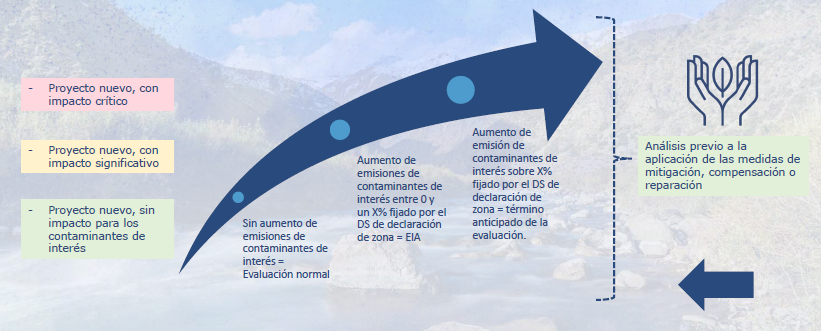 - Proyecto nuevo, con
impacto crítico
- Proyecto nuevo, con
impacto significativo
- Proyecto nuevo, sin
impacto para los
contaminantes de
interés
Sin aumento de
emisiones de
contaminantes de
interés =
Evaluación normal
Aumento de
emisiones de
contaminantes de
interés entre 0 y
un X% fijado por el
DS de declaración
de zona = EIA
Aumento de
emisión de
contaminantes de
interés sobre X%
fijado por el DS de
declaración de
zona = término
anticipado de la
evaluación.
Análisis previo a la
aplicación de las medidas de
mitigación, compensación o
reparación